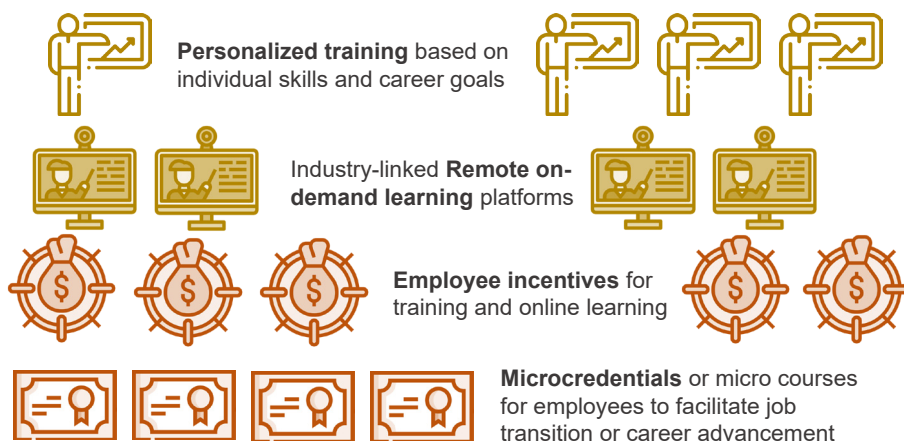 Personalized training based on
individual skills and career goals
Industry-linked Remote on-
demand learning platforms
$ $ $
Employee incentives for
training and online learning
$ $
Microcredentials or micro courses
for employees to facilitate job
transition or career advancement